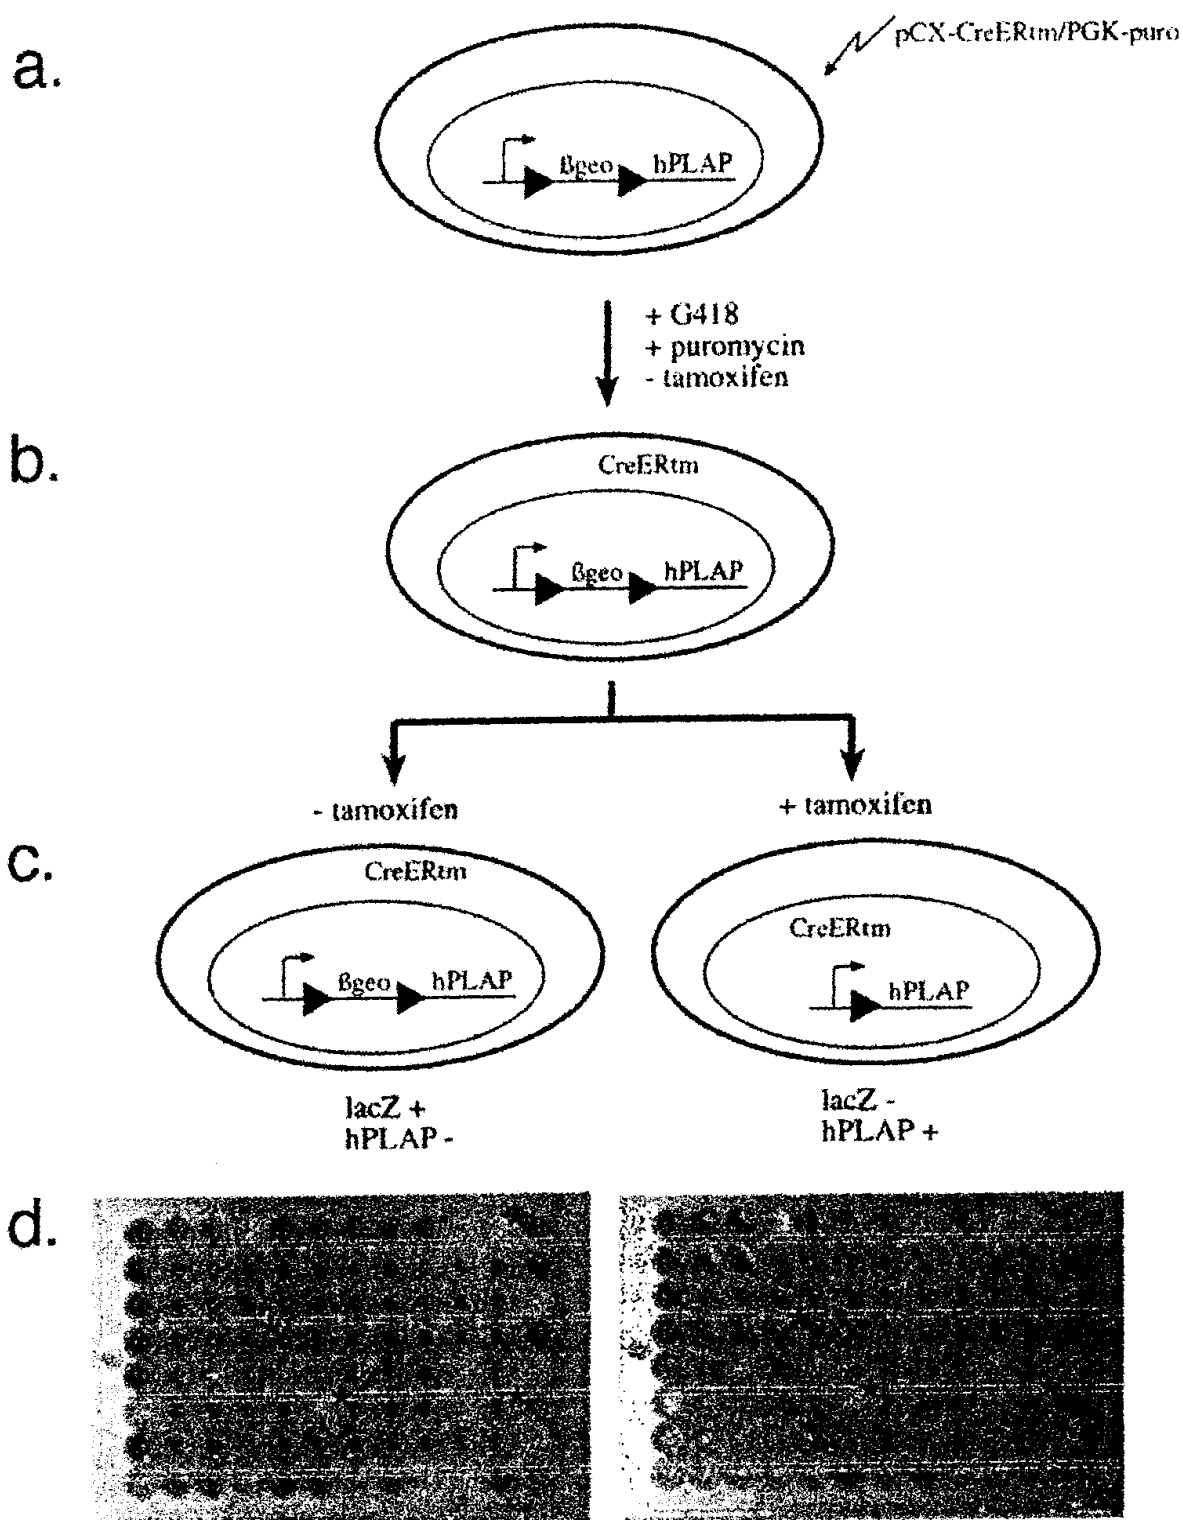 a.
pCX-CreERtm/PGK-puro
ßgeo hPLAP
+ G418
+ puromycin
- tamoxifen
b.
CreERtm
ßgeo hPLAP
- tamoxifen
+ tamoxifen
c.
CreERtm
ßgeo hPLAP
lacZ +
hPLAP -
CreERtm
hPLAP
lacZ -
hPLAP +
d.